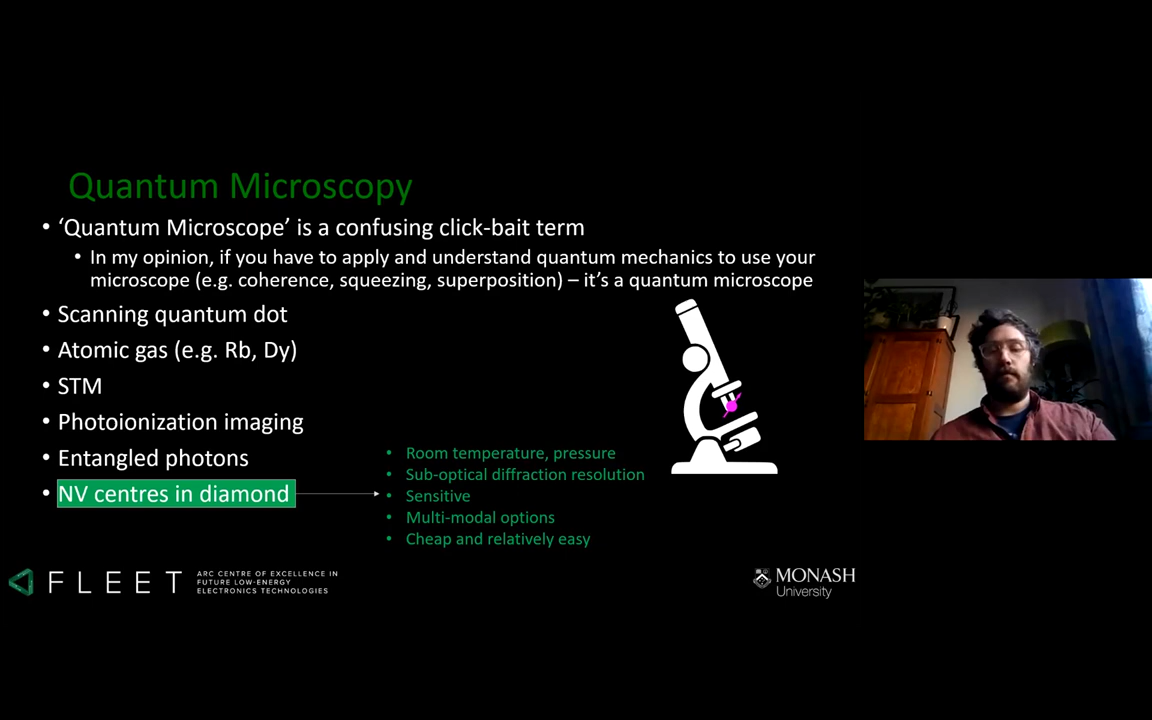 Quantum Microscopy
• ‘Quantum Microscope’ is a confusing click-bait term
• In my opinion, if you have to apply and understand quantum mechanics to use your
microscope (e.g. coherence, squeezing, superposition) – it’s a quantum microscope
• Scanning quantum dot
• Atomic gas (e.g. Rb, Dy)
• STM
• Photoionization imaging
• Entangled photons
• NV centres in diamond
• Room temperature, pressure
• Sub-optical diffraction resolution
• Sensitive
• Multi-modal options
• Cheap and relatively easy
FLEET
ARC CENTRE OF EXCELLENCE IN
FUTURE LOW-ENERGY
ELECTRONICS TECHNOLOGIES
MONASH
University